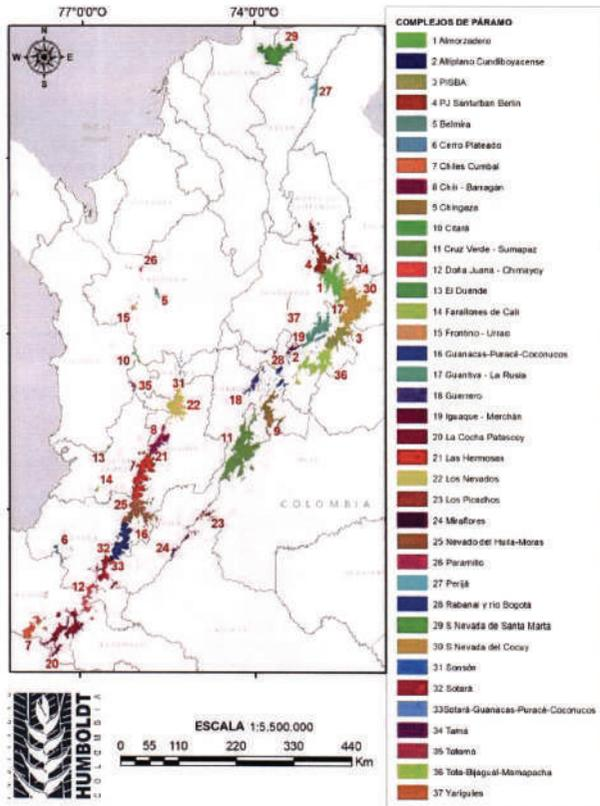 77°0'0"O
74°0'0"O
N
W
E
S
29
27
26
5
15
4
34
1
30
17
37
19
3
2
28
36
10
35
31
18
22
9
8
11
13
21
14
COLOMBIA
25
16
23
6
32
24
33
12
7
20
HUMBOLDT
COLOMBIA
ESCALA 1:5.500.000
0 55 110 220 330 440
Km
COMPLEJOS DE PÁRAMO
1 Almorzadero
2 Altiplano Cundiboyacense
3 PISBA
4 PJ Santurban Berlin
5 Belmira
6 Cerro Plateado
7 Chiles Cumbal
8 Chili - Barragán
9 Chingaza
10 Citará
11 Cruz Verde - Sumapaz
12 Doña Juana - Chimayoy
13 El Duende
14 Farallones de Cali
15 Frontino - Urrao
16 Guanacas-Puracé-Coconucos
17 Guantiva - La Rusia
18 Guerrero
19 Iguaque - Merchán
20 La Cocha Patascoy
21 Las Hermosas
22 Los Nevados
23 Los Picachos
24 Miraflores
25 Nevado del Huila-Moras
26 Paramillo
27 Perijá
28 Rabanal y rio Bogotá
29 S Nevada de Santa Marta
30 S Nevada del Cocuy
31 Sonsón
32 Sotará
33Sotará-Guanacas-Puracé-Coconucos
34 Tamá
35 Tatamá
36 Tota-Bijagual-Mamapacha
37 Yariguíes